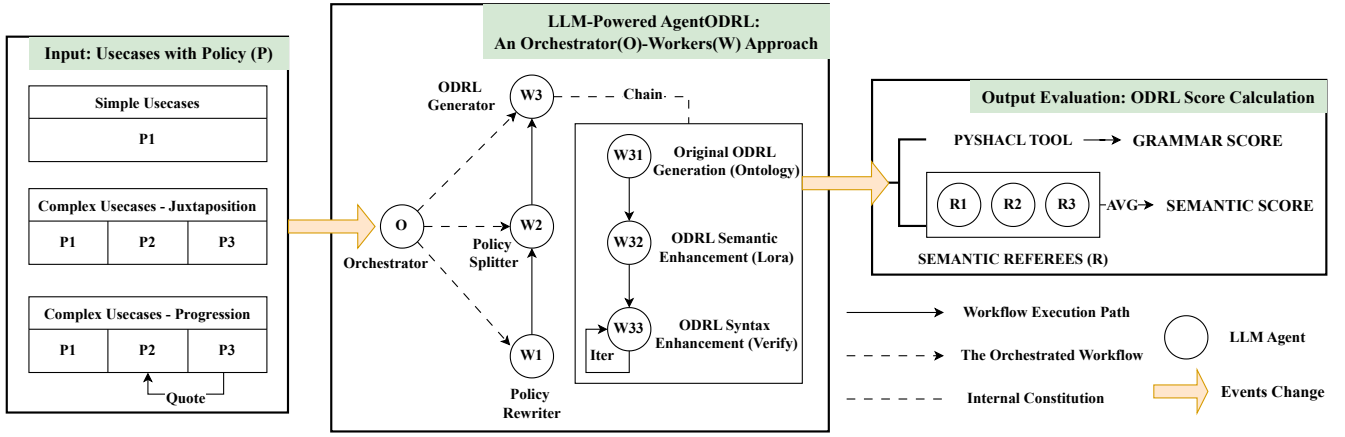 Input: Usecases with Policy (P)
Simple Usecases
P1
Complex Usecases - Juxtaposition
P1
P2
P3
Complex Usecases - Progression
P1
P2
P3
Quote
LLM-Powered AgentODRL:
An Orchestrator(O)-Workers(W) Approach
ODRL
Generator
W3
Chain
O
Orchestrator
W2
Policy
Splitter
W1
Policy
Rewriter
W31
Original ODRL
Generation (Ontology)
W32
ODRL Semantic
Enhancement (Lora)
W33
ODRL Syntax
Enhancement (Verify)
Iter
Output Evaluation: ODRL Score Calculation
PYSHACL TOOL
GRAMMAR SCORE
R1
R2
R3
AVG
SEMANTIC SCORE
SEMANTIC REFEREES (R)
Workflow Execution Path
The Orchestrated Workflow
Internal Constitution
LLM Agent
Events Change